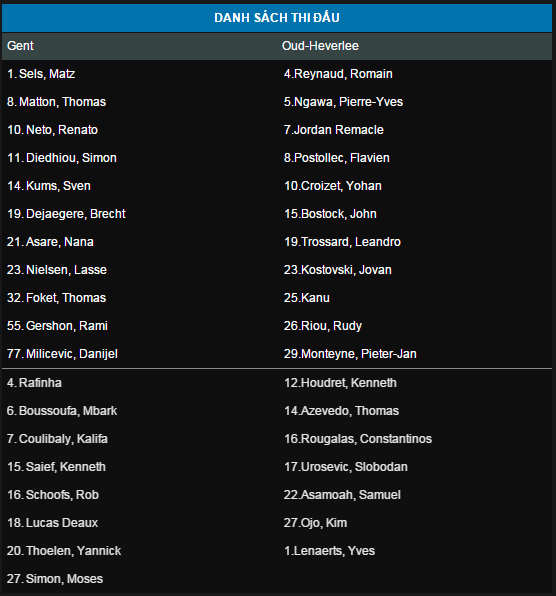 DANH SÁCH THI ĐẤU
Gent Oud-Heverlee
1. Sels, Matz 4.Reynaud, Romain
8. Matton, Thomas 5.Ngawa, Pierre-Yves
10. Neto, Renato 7.Jordan Remacle
11. Diedhiou, Simon 8.Postollec, Flavien
14. Kums, Sven 10.Croizet, Yohan
19. Dejaegere, Brecht 15.Bostock, John
21. Asare, Nana 19.Trossard, Leandro
23. Nielsen, Lasse 23.Kostovski, Jovan
32. Foket, Thomas 25.Kanu
55. Gershon, Rami 26.Riou, Rudy
77. Milicevic, Danijel 29.Monteyne, Pieter-Jan
4. Rafinha 12.Houdret, Kenneth
6. Boussoufa, Mbark 14.Azevedo, Thomas
7. Coulibaly, Kalifa 16.Rougalas, Constantinos
15. Saief, Kenneth 17.Urosevic, Slobodan
16. Schoofs, Rob 22.Asamoah, Samuel
18. Lucas Deaux 27.Ojo, Kim
20. Thoelen, Yannick 1.Lenaerts, Yves
27. Simon, Moses